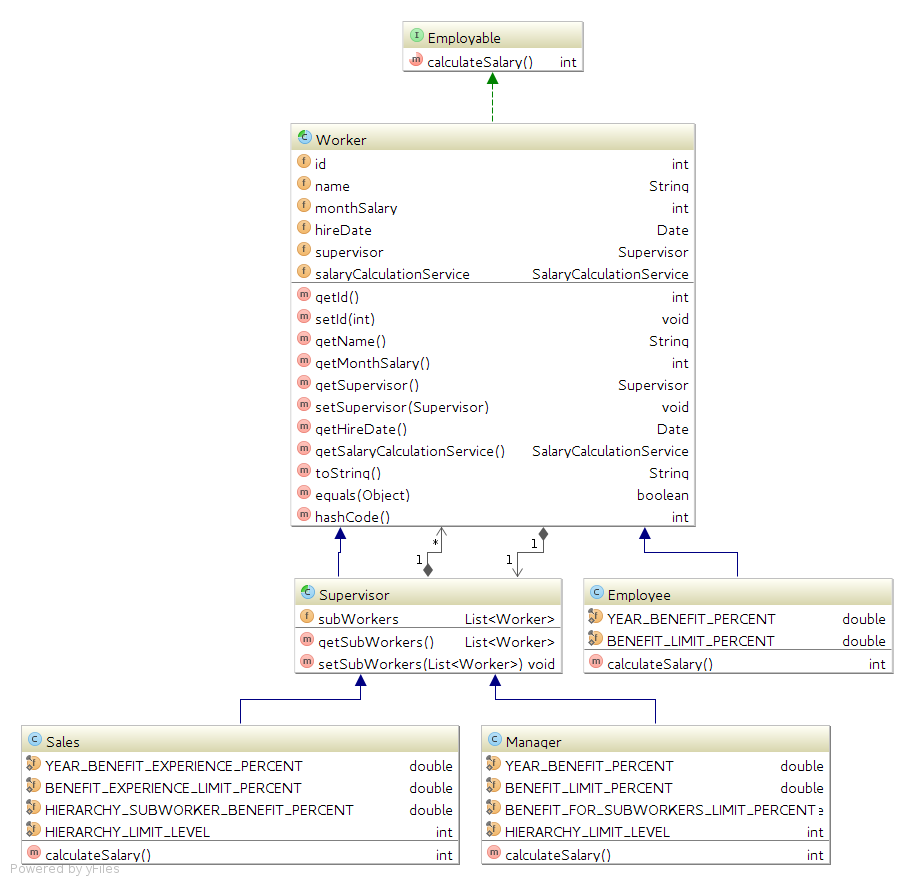 Employable
calculateSalary() int
Worker
id int
name String
monthSalary int
hireDate Date
supervisor Supervisor
salaryCalculationService SalaryCalculationService
getId() int
setId(int) void
getName() String
getMonthSalary() int
getSupervisor() Supervisor
setSupervisor(Supervisor) void
getHireDate() Date
getSalaryCalculationService() SalaryCalculationService
toString() String
equals(Object) boolean
hashCode() int
* 1
1 1
Supervisor
subWorkers List<Worker>
getSubWorkers() List<Worker>
setSubWorkers(List<Worker>) void
Employee
YEAR_BENEFIT_PERCENT double
BENEFIT_LIMIT_PERCENT double
calculateSalary() int
Sales
YEAR_BENEFIT_EXPERIENCE_PERCENT double
BENEFIT_EXPERIENCE_LIMIT_PERCENT double
HIERARCHY_SUBWORKER_BENEFIT_PERCENT double
HIERARCHY_LIMIT_LEVEL int
calculateSalary() int
Manager
YEAR_BENEFIT_PERCENT double
BENEFIT_LIMIT_PERCENT double
BENEFIT_FOR_SUBWORKERS_LIMIT_PERCENT e
HIERARCHY_LIMIT_LEVEL int
calculateSalary() int
Powered by yFiles